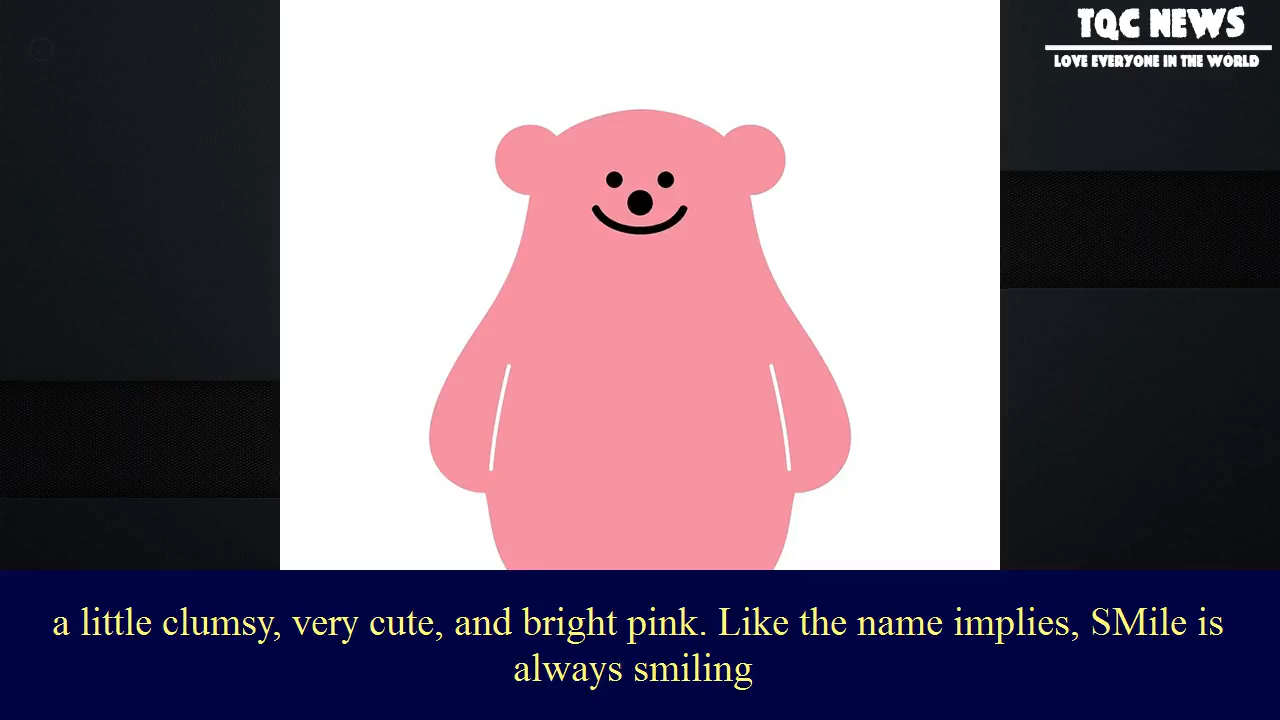 TQC NEWS
LOVE EVERYONE IN THE WORLD
a little clumsy, very cute, and bright pink. Like the name implies, SMile is
always smiling